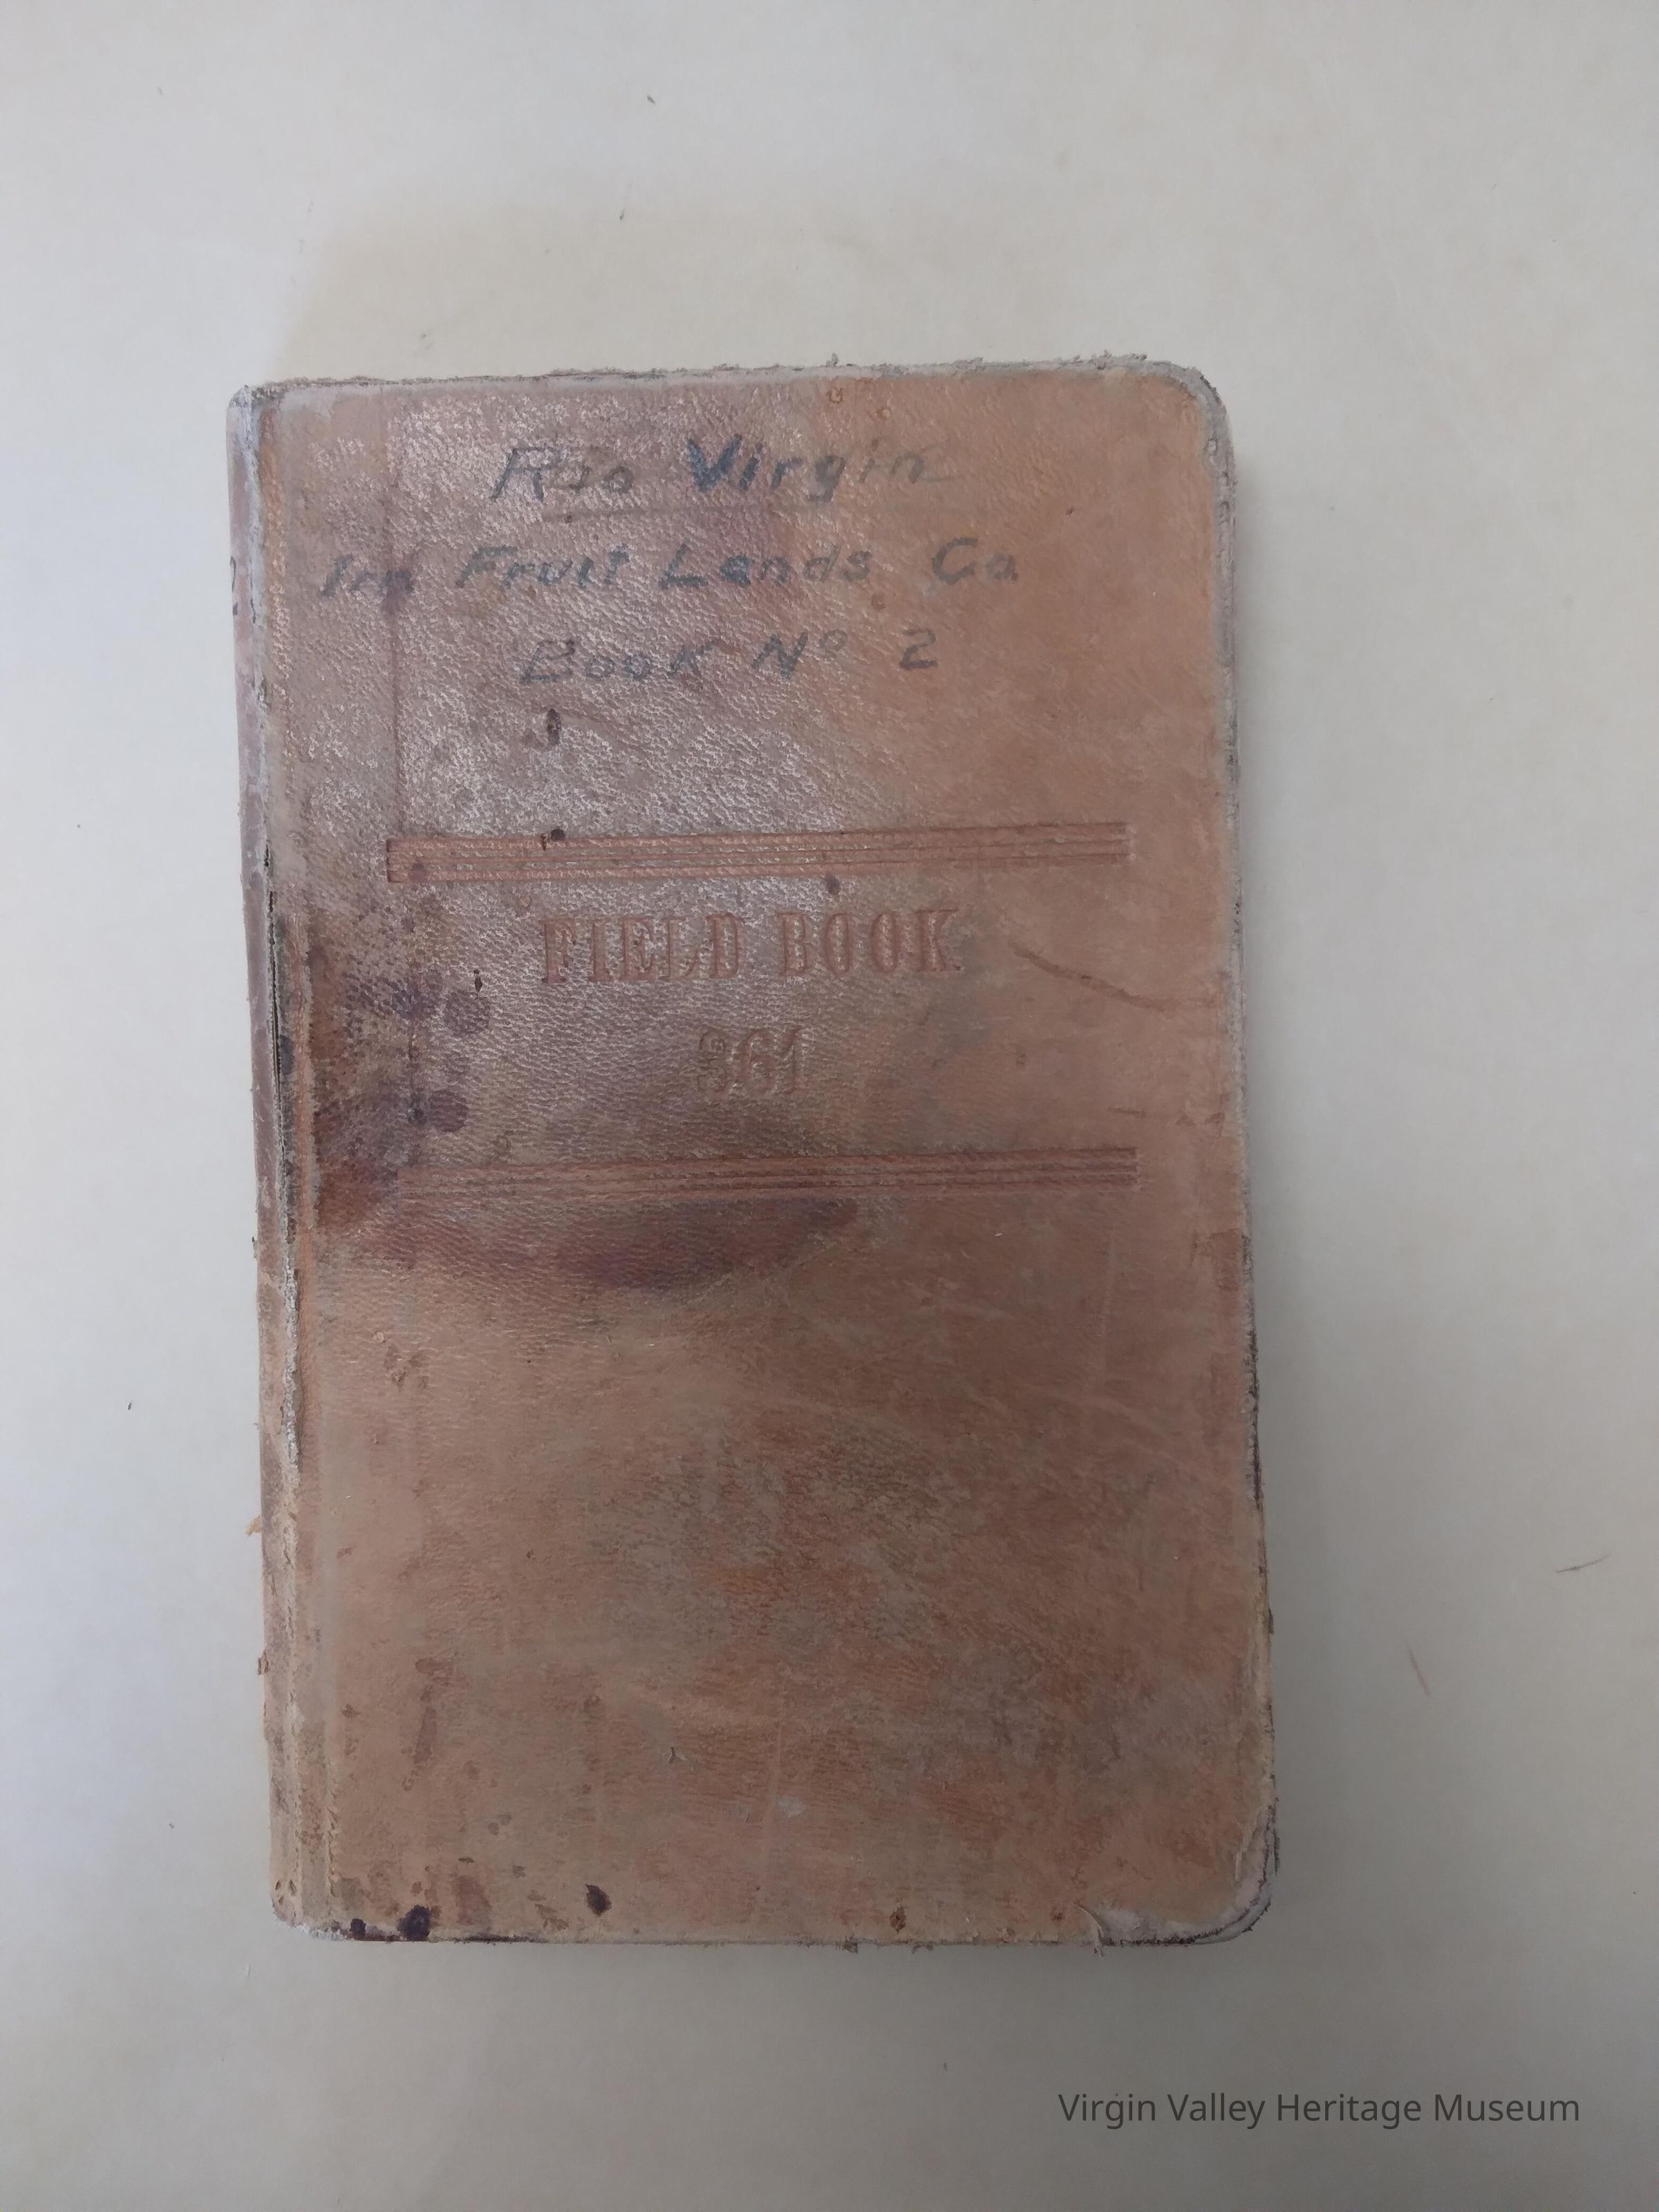 Rio Virgin
Irr Fruit Lands Co
Book Nº 2
FIELD BOOK
361
Virgin Valley Heritage Museum